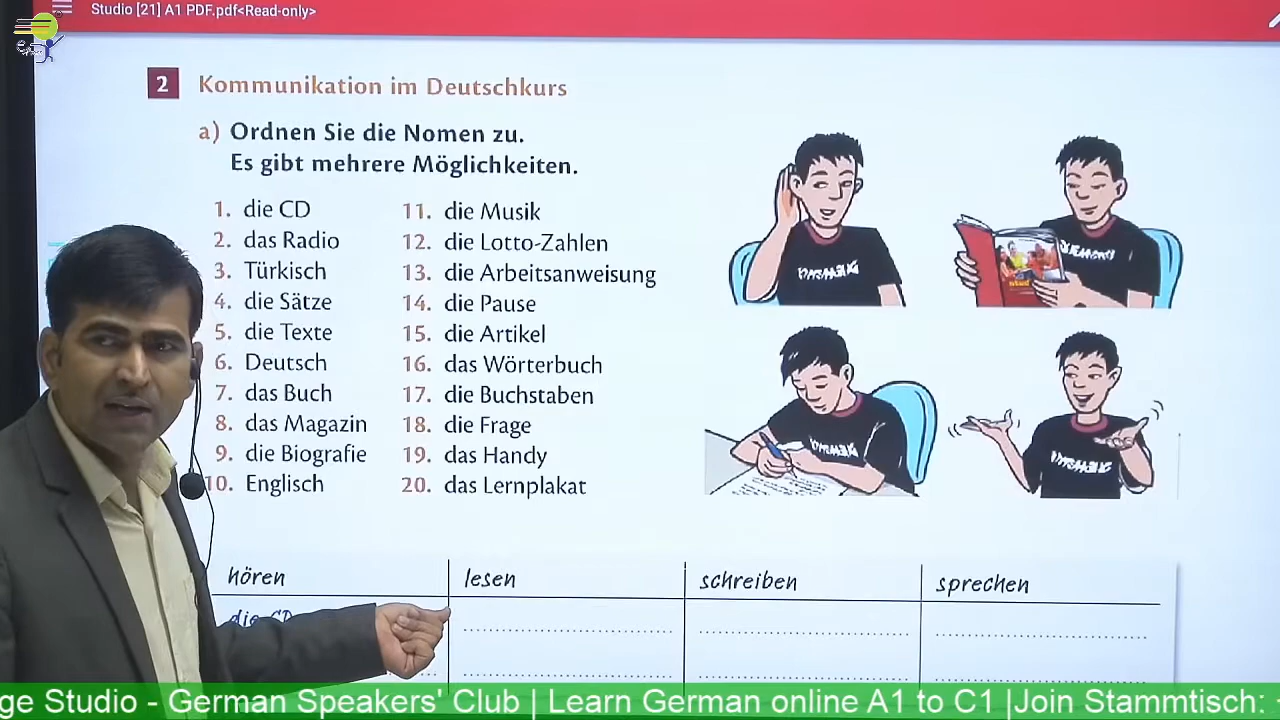 Studio [21] A1 PDF.pdf<Read-only>
2 Kommunikation im Deutschkurs
a) Ordnen Sie die Nomen zu.
Es gibt mehrere Möglichkeiten.
1. die CD
2. das Radio
3. Türkisch
4. die Sätze
5. die Texte
6. Deutsch
7. das Buch
8. das Magazin
9. die Biografie
10. Englisch
11. die Musik
12. die Lotto-Zahlen
13. die Arbeitsanweisung
14. die Pause
15. die Artikel
16. das Wörterbuch
17. die Buchstaben
18. die Frage
19. das Handy
20. das Lernplakat
hören lesen schreiben sprechen
die CD
ge Studio - German Speakers' Club | Learn German online A1 to C1 |Join Stammtisch: